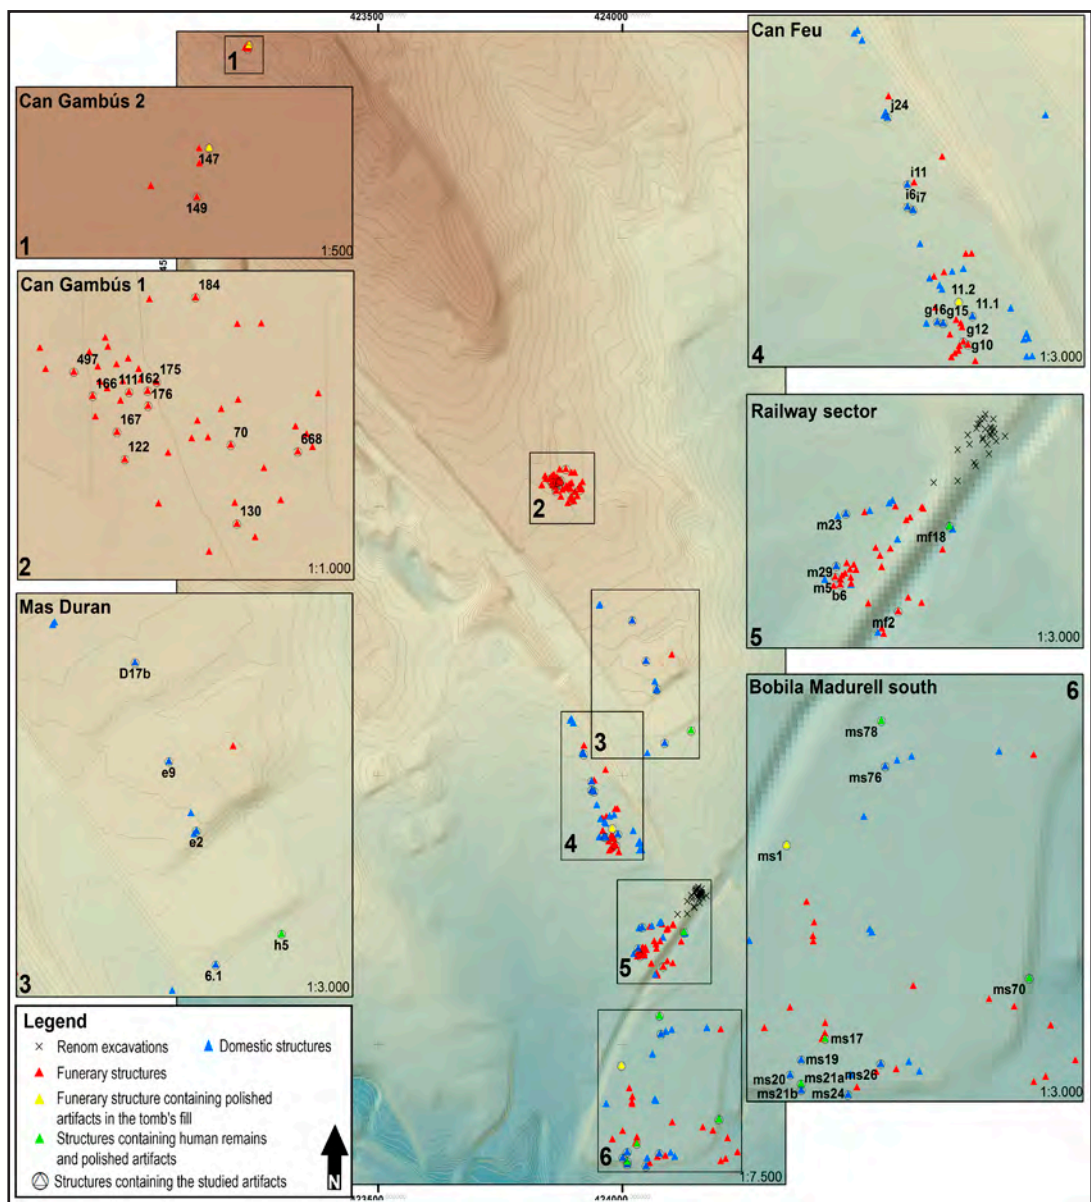 423500
424000
1
Can Gambús 2
147
149
1
1:500
45
Can Gambús 1
184
497
175
166
111
162
176
167
122
70
668
130
2
1:1.000
Mas Duran
D17b
e9
e2
h5
6.1
3
1:3.000
Legend
Renom excavations
Domestic structures
Funerary structures
Funerary structure containing polished
artifacts in the tomb's fill
Structures containing human remains
and polished artifacts
Structures containing the studied artifacts
N
2
3
4
5
6
1:7.500
423500
424000
Can Feu
j24
i11
i6
i7
11.2
11.1
g16
g15
g12
g10
4
1:3.000
Railway sector
m23
mf18
m29
m5
b6
mf2
5
1:3.000
Bobila Madurell south
6
ms78
ms76
ms1
ms70
ms17
ms19
ms20
ms21a
ms26
ms21b
ms24
1:3.000